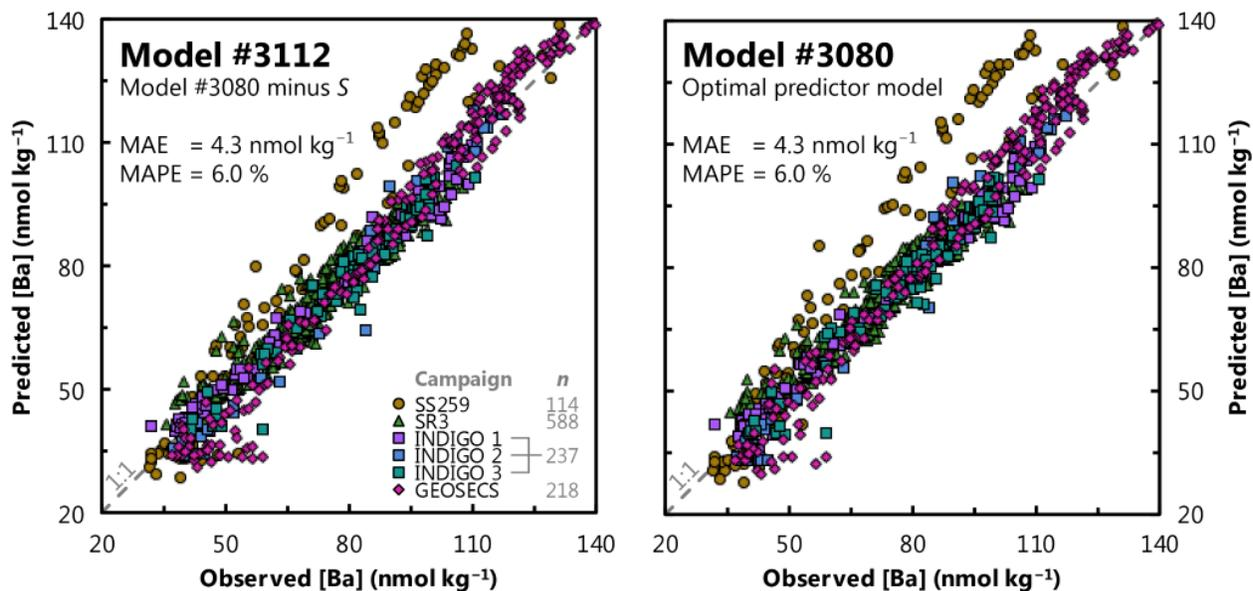 Model #3112
Model #3080 minus S
MAE = 4.3 nmol kg⁻¹
MAPE = 6.0 %
Campaign n
SS259 114
SR3 588
INDIGO 1
INDIGO 2 237
INDIGO 3
GEOSECS 218
1:1
140
110
80
50
20
20 50 80 110 140
Predicted [Ba] (nmol kg⁻¹)
Observed [Ba] (nmol kg⁻¹)
Model #3080
Optimal predictor model
MAE = 4.3 nmol kg⁻¹
MAPE = 6.0 %
1:1
140
110
80
50
20
20 50 80 110 140
Predicted [Ba] (nmol kg⁻¹)
Observed [Ba] (nmol kg⁻¹)